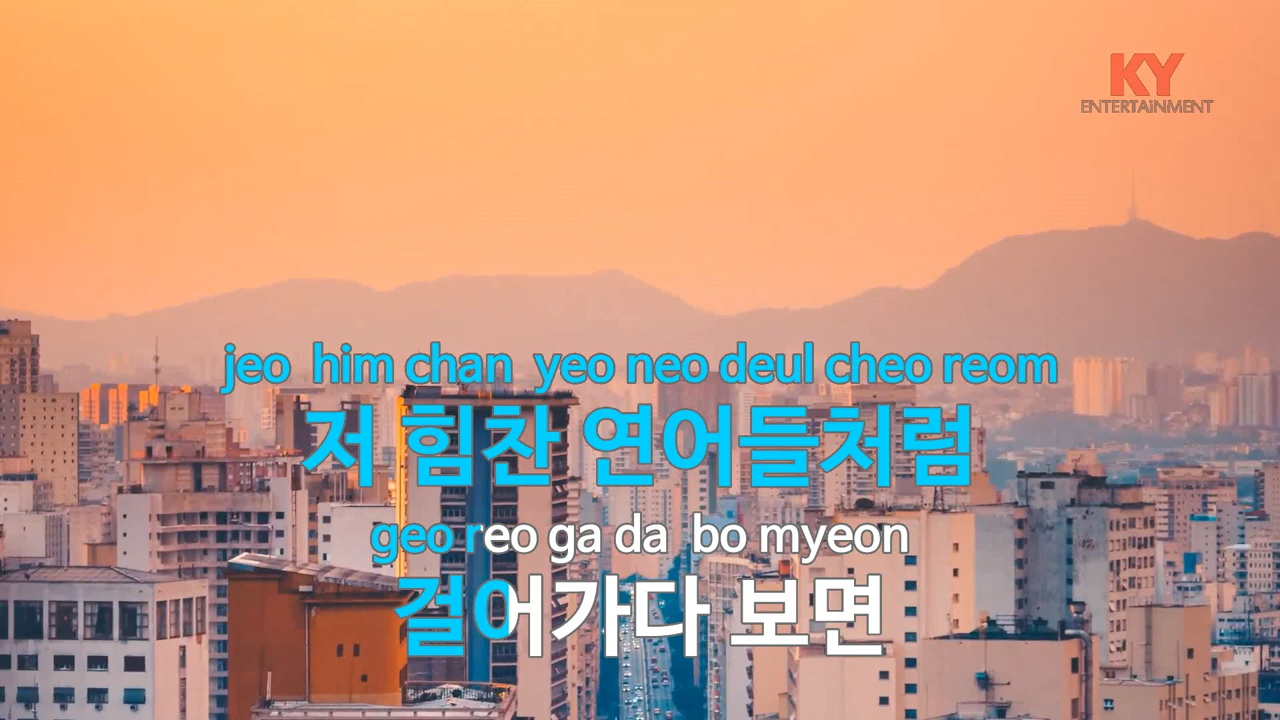 KY
ENTERTAiNMENT
jeo him chan yeo neo deul cheo reom
저 힘찬 연어들처럼
geo reo ga da bo myeon
걸어가다 보면